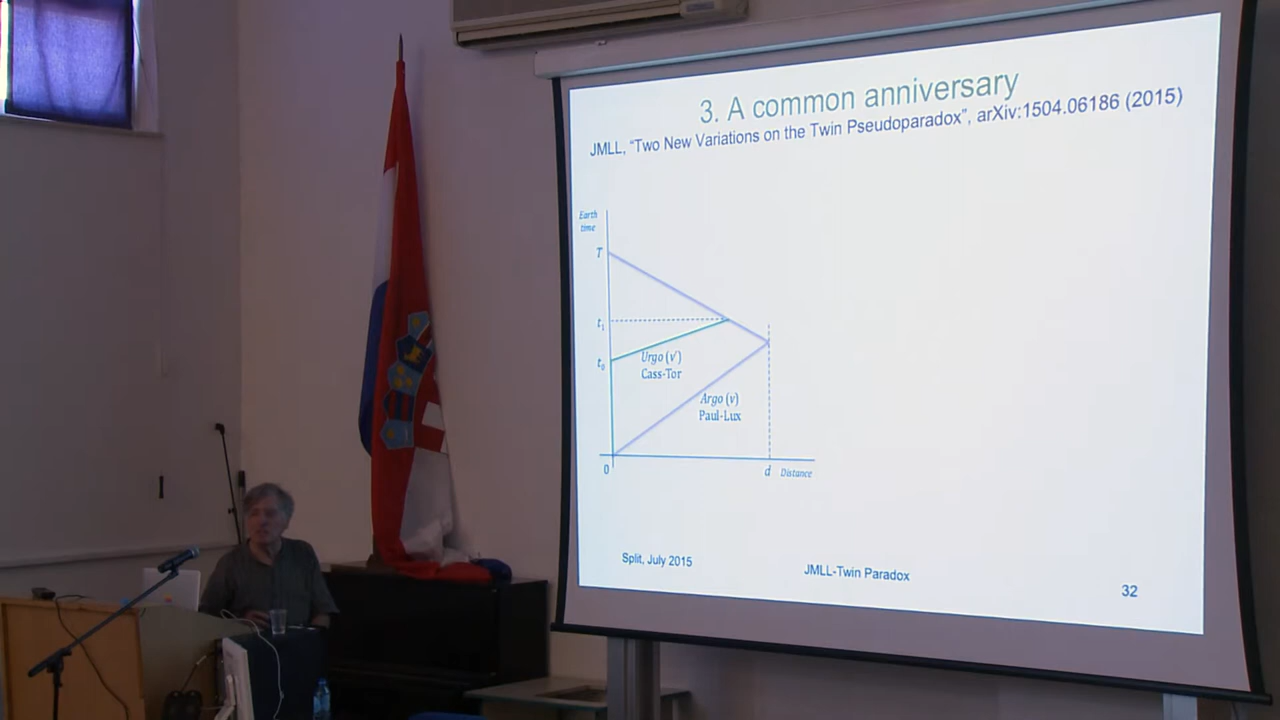 3. A common anniversary
JMLL, "Two New Variations on the Twin Pseudoparadox", arXiv:1504.06186 (2015)
Earth
time
T
t₁
t₀
Urgo (v')
Cass-Tor
Argo (v)
Paul-Lux
0
d
Distance
Split, July 2015
JMLL-Twin Paradox
32